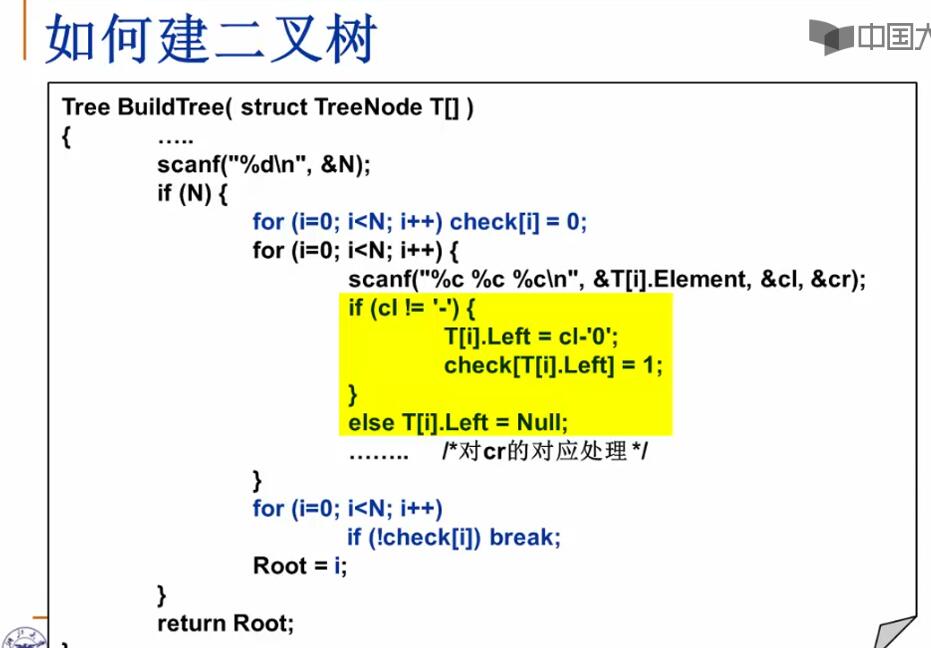 如何建二叉树
中国大
Tree BuildTree( struct TreeNode T[] )
{ …..
scanf("%d\n", &N);
if (N) {
for (i=0; i<N; i++) check[i] = 0;
for (i=0; i<N; i++) {
scanf("%c %c %c\n", &T[i].Element, &cl, &cr);
if (cl != '-') {
T[i].Left = cl-'0';
check[T[i].Left] = 1;
}
else T[i].Left = Null;
…….. /*对cr的对应处理 */
}
for (i=0; i<N; i++)
if (!check[i]) break;
Root = i;
}
return Root;
}